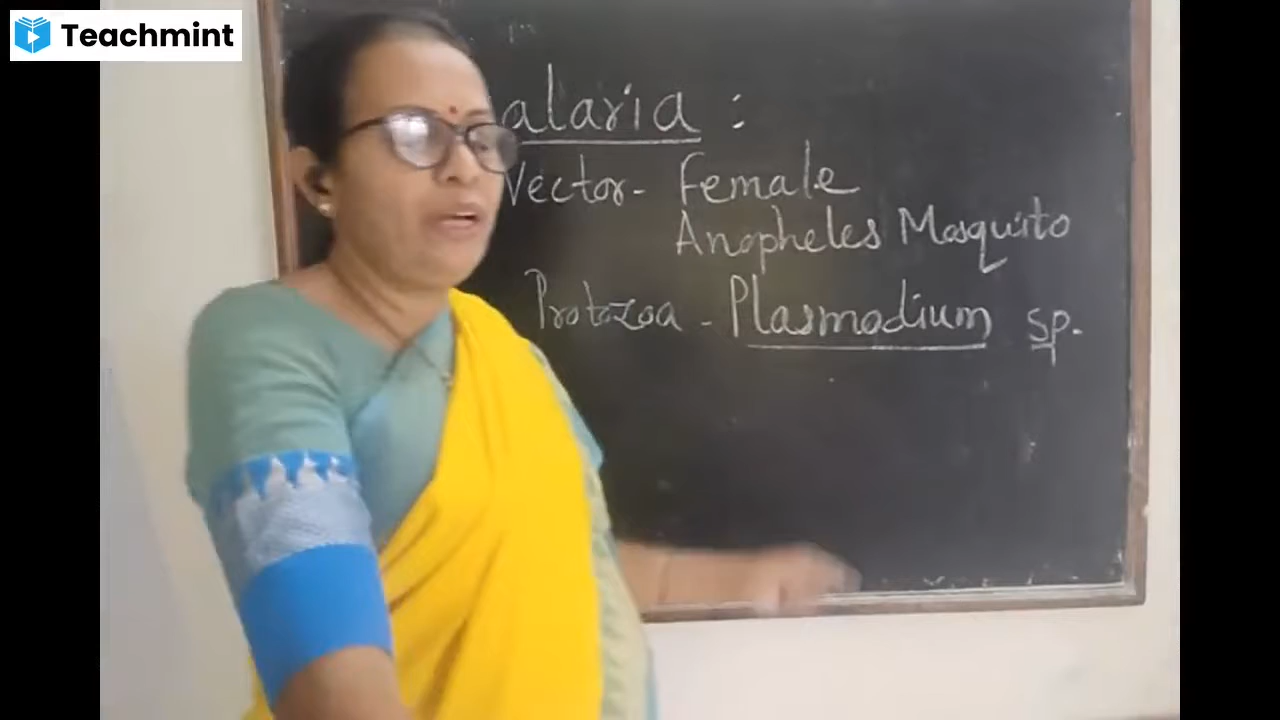 Teachmint
alaria :
Vector - Female
Anopheles Mosquito
Protozoa - Plasmodium sp.